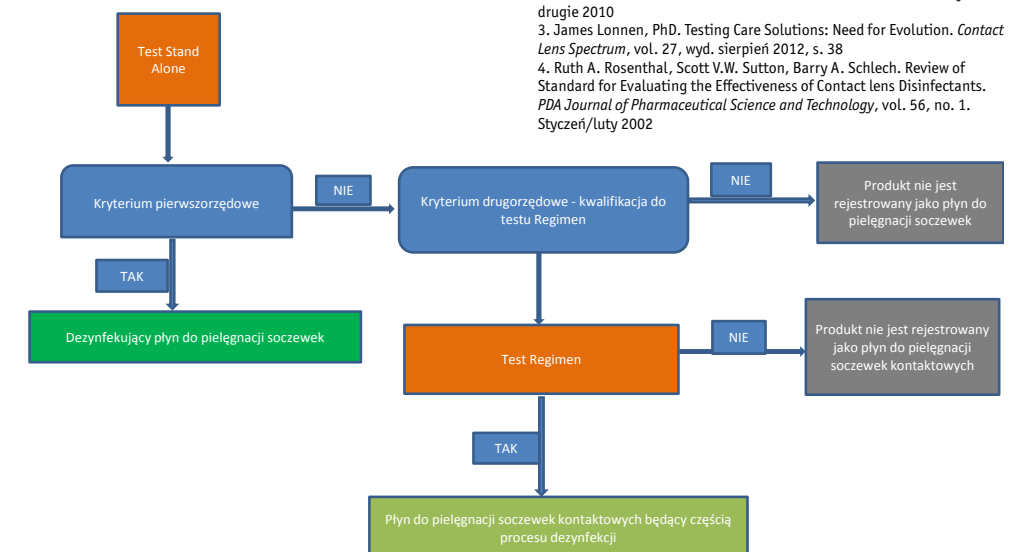 drugie 2010
3. James Lonnen, PhD. Testing Care Solutions: Need for Evolution. Contact
Lens Spectrum, vol. 27, wyd. sierpień 2012, s. 38
4. Ruth A. Rosenthal, Scott V.W. Sutton, Barry A. Schlech. Review of
Standard for Evaluating the Effectiveness of Contact lens Disinfectants.
PDA Journal of Pharmaceutical Science and Technology, vol. 56, no. 1.
Styczeń/luty 2002
Test Stand
Alone
Kryterium pierwszorzędowe
NIE
Kryterium drugorzędowe - kwalifikacja do
testu Regimen
NIE
Produkt nie jest
rejestrowany jako płyn do
pielęgnacji soczewek
TAK
Dezynfekujący płyn do pielęgnacji soczewek
Test Regimen
NIE
Produkt nie jest rejestrowany
jako płyn do pielęgnacji
soczewek kontaktowych
TAK
Płyn do pielęgnacji soczewek kontaktowych będący częścią
procesu dezynfekcji